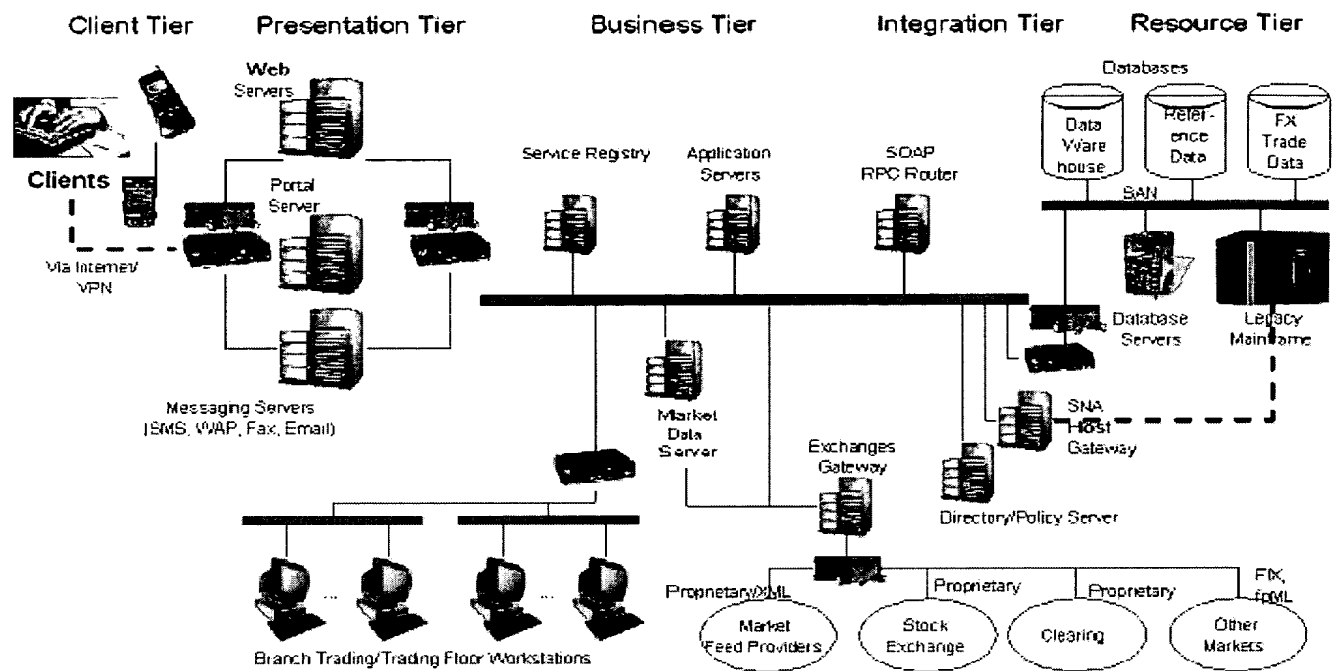 Client Tier
Presentation Tier
Business Tier
Integration Tier
Resource Tier
Web
Servers
Databases
Data
Ware
house
Refer-
ence
Data
FX
Trade
Data
Service Registry
Application
Servers
SOAP
RPC Router
Clients
Portal
Server
SAN
Via Internet/
VPN
Database
Servers
Legacy
Mainframe
Messaging Servers
(SMS, WAP, Fax, Email)
Market
Data
Server
SNA
Host
Gateway
Exchanges
Gateway
Directory/Policy Server
Proprietary/XML
Proprietary
Proprietary
FIX,
fpML
Market
Feed Providers
Stock
Exchange
Clearing
Other
Markets
... ...
Branch Trading/Trading Floor Workstations